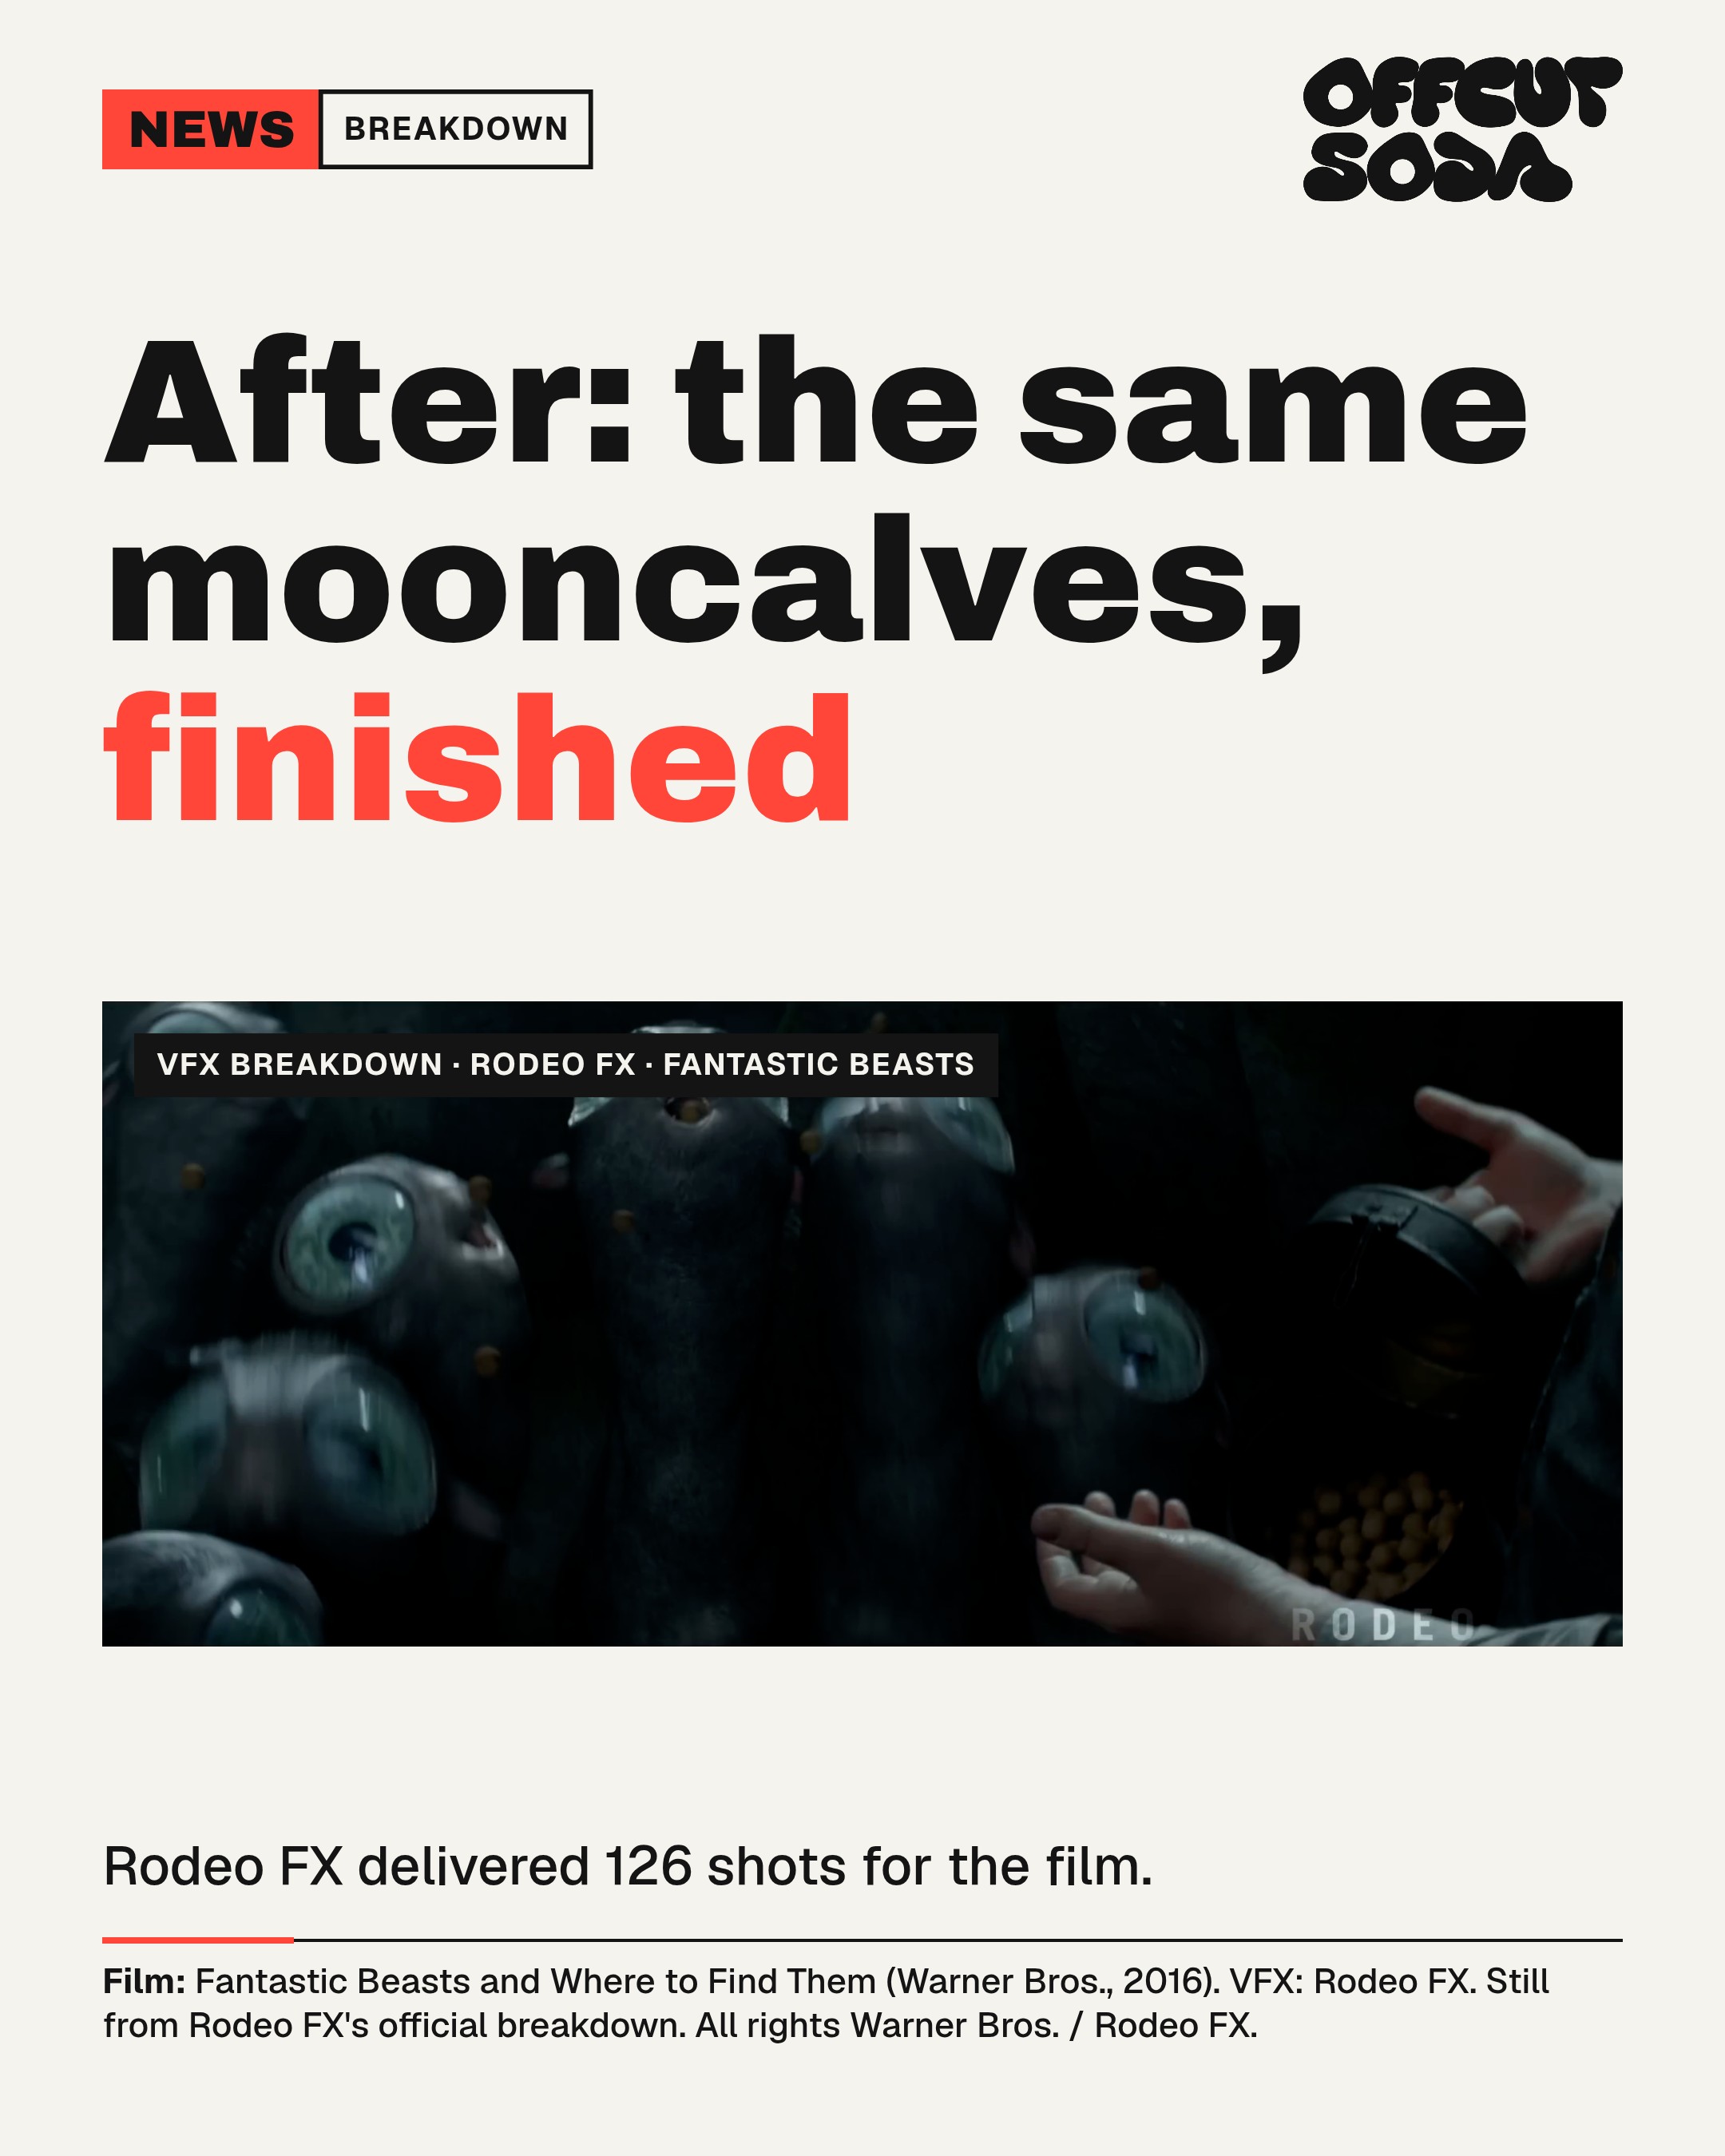 NEWS BREAKDOWN
OFFCUT
SODA
After: the same
mooncalves,
finished
VFX BREAKDOWN · RODEO FX · FANTASTIC BEASTS
RODEO
Rodeo FX delivered 126 shots for the film.
Film: Fantastic Beasts and Where to Find Them (Warner Bros., 2016). VFX: Rodeo FX. Still
from Rodeo FX's official breakdown. All rights Warner Bros. / Rodeo FX.